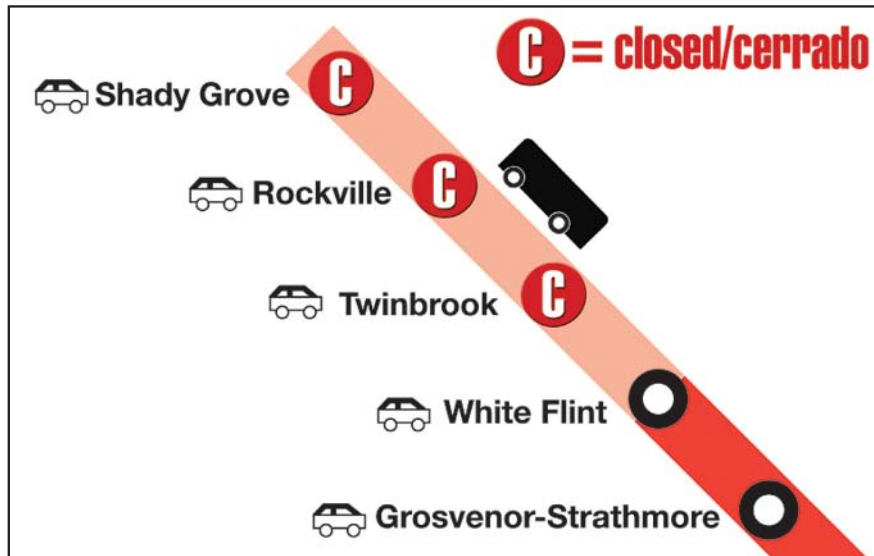 C = closed/cerrado
C
Shady Grove
C
Rockville
C
Twinbrook
White Flint
Grosvenor-Strathmore